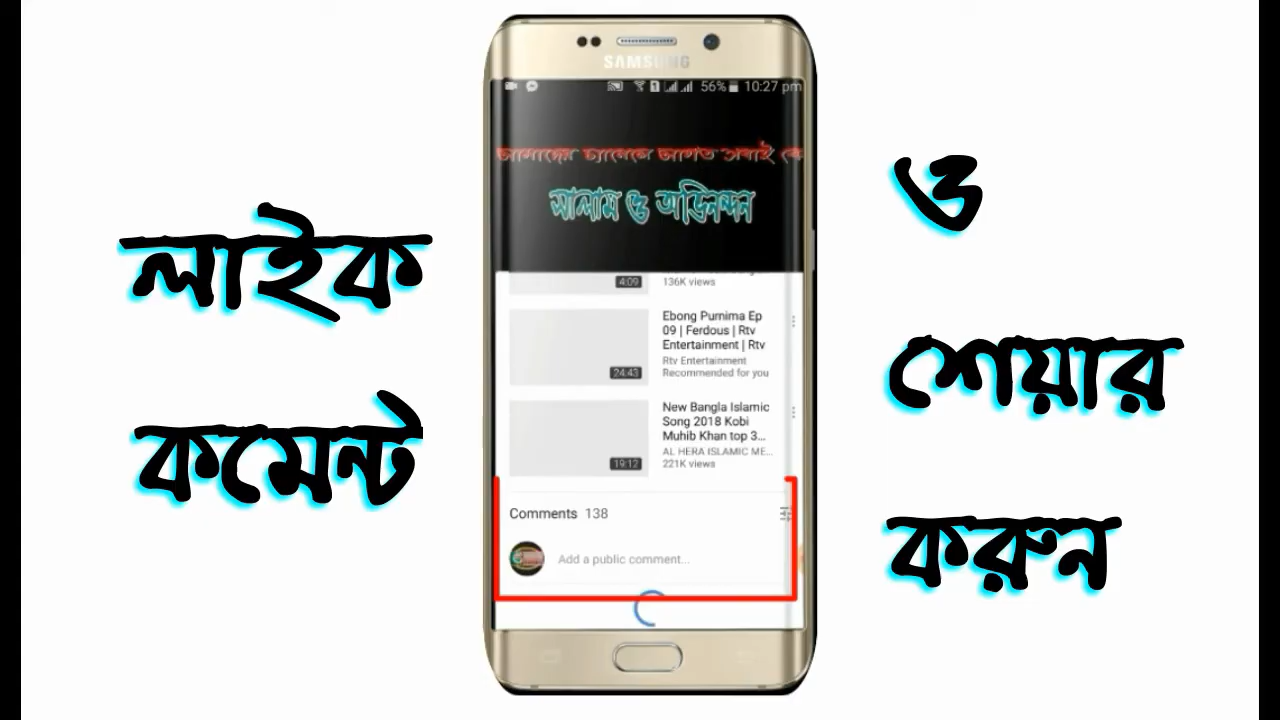 লাইক
কমেন্ট
SAMSUNG
56% 10:27 pm
সালাম ও অভিনন্দন
4:09
136K views
24:43
Ebong Purnima Ep
09 | Ferdous | Rtv
Entertainment | Rtv
Rtv Entertainment
Recommended for you
19:12
New Bangla Islamic
Song 2018 Kobi
Muhib Khan top 3...
AL HERA ISLAMIC ME...
221K views
Comments 138
Add a public comment...
ও
শেয়ার
করুন